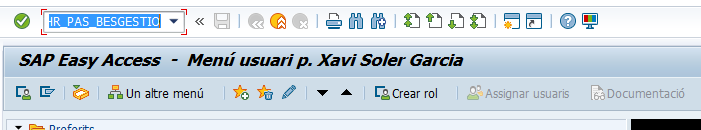 HR_PAS_BESGESTIO
SAP Easy Access - Menú usuari p. Xavi Soler Garcia
Un altre menú Crear rol Assignar usuaris Documentació
Preferits